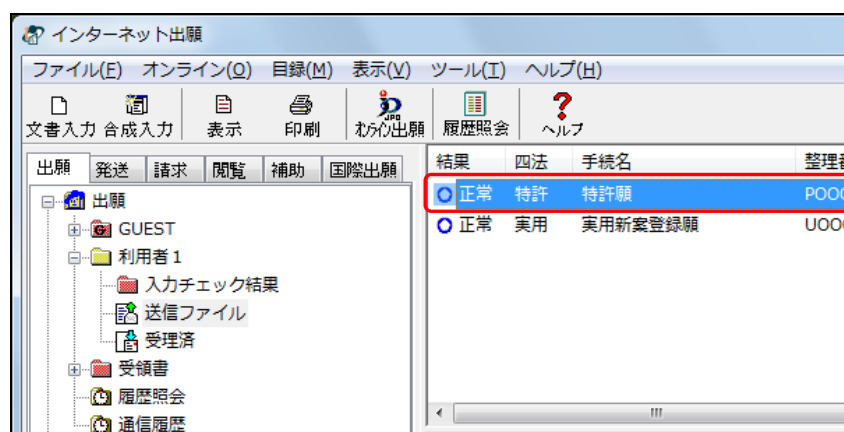 インターネット出願
ファイル(F) オンライン(O) 目録(M) 表示(V) ツール(T) ヘルプ(H)
文書入力 合成入力 表示 印刷 オンライン出願 履歴照会 ヘルプ
出願 発送 請求 閲覧 補助 国際出願
結果 四法 手続名 整理
正常 特許 特許願 P000
正常 実用 実用新案登録願 U000
出願
GUEST
利用者1
入力チェック結果
送信ファイル
受理済
受領書
履歴照会
通信履歴